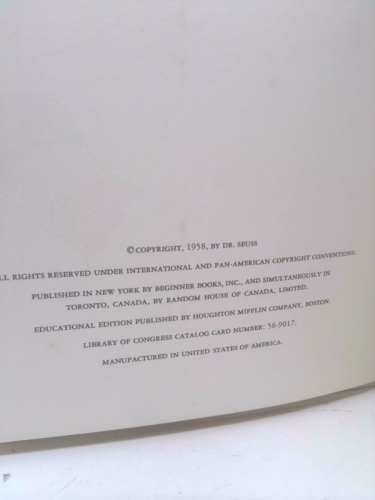 ©COPYRIGHT, 1958, BY DR. SEUSS
LL RIGHTS RESERVED UNDER INTERNATIONAL AND PAN-AMERICAN COPYRIGHT CONVENTIONS.
PUBLISHED IN NEW YORK BY BEGINNER BOOKS, INC., AND SIMULTANEOUSLY IN
TORONTO, CANADA, BY RANDOM HOUSE OF CANADA, LIMITED.
EDUCATIONAL EDITION PUBLISHED BY HOUGHTON MIFFLIN COMPANY, BOSTON.
LIBRARY OF CONGRESS CATALOG CARD NUMBER: 58-9017.
MANUFACTURED IN UNITED STATES OF AMERICA.